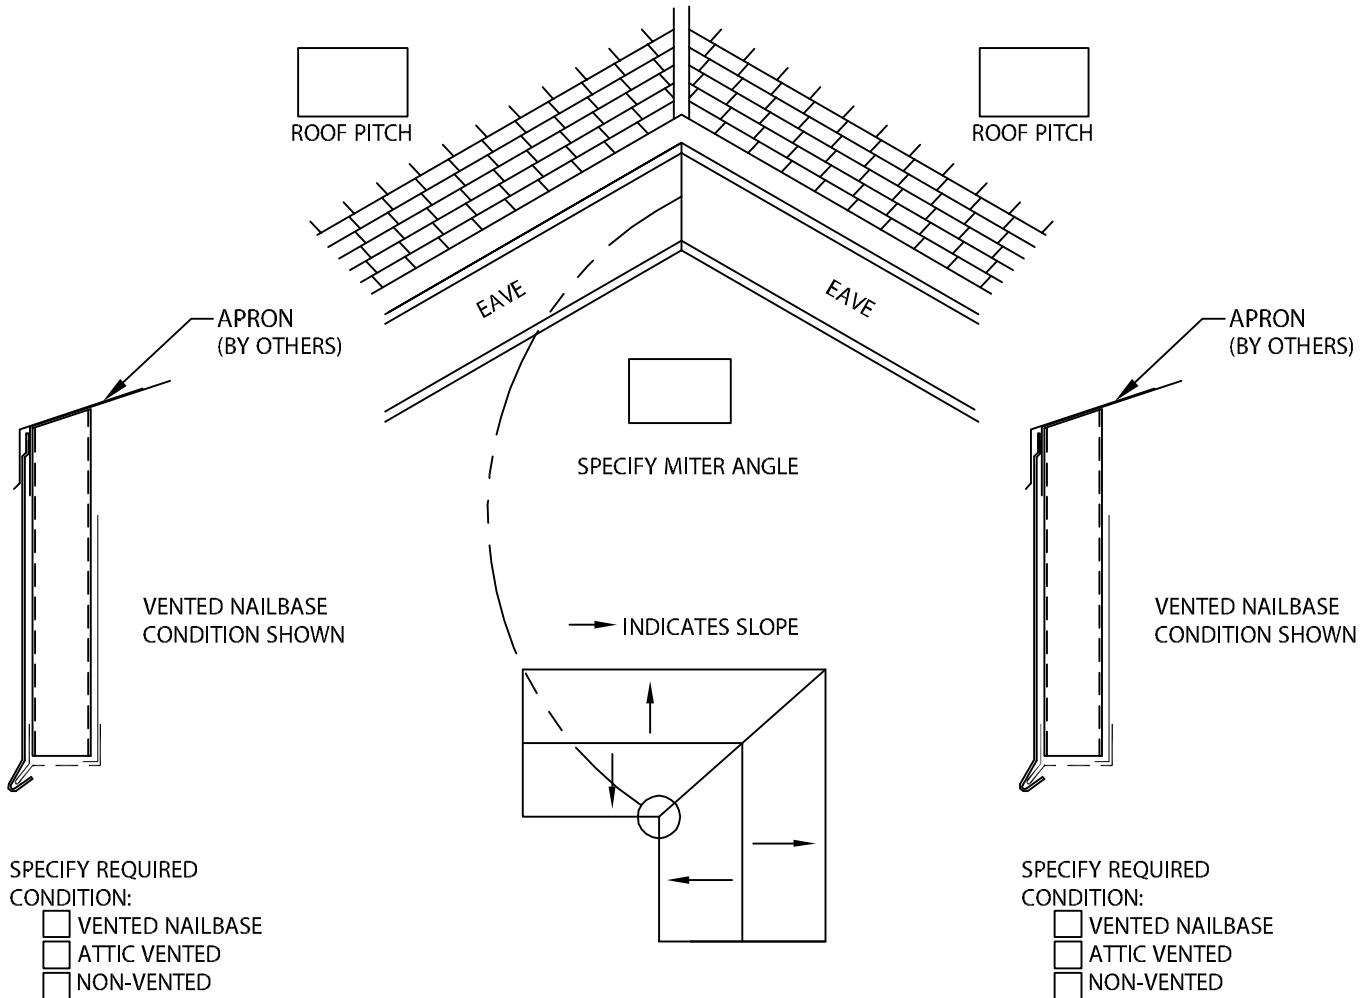 ROOF PITCH
ROOF PITCH
EAVE
EAVE
APRON
(BY OTHERS)
APRON
(BY OTHERS)
SPECIFY MITER ANGLE
VENTED NAILBASE
CONDITION SHOWN
INDICATES SLOPE
VENTED NAILBASE
CONDITION SHOWN
SPECIFY REQUIRED
CONDITION:
VENTED NAILBASE
ATTIC VENTED
NON-VENTED
SPECIFY REQUIRED
CONDITION:
VENTED NAILBASE
ATTIC VENTED
NON-VENTED